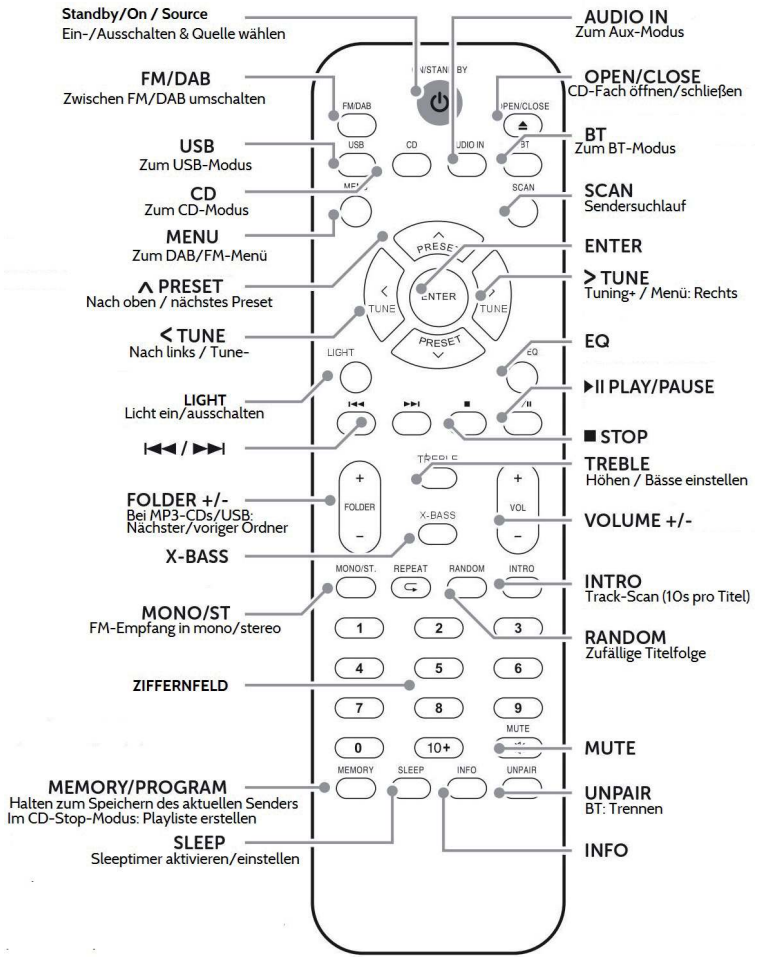 Standby/On / Source
Ein-/Ausschalten & Quelle wählen
FM/DAB
Zwischen FM/DAB umschalten
USB
Zum USB-Modus
CD
Zum CD-Modus
MENU
Zum DAB/FM-Menü
∧ PRESET
Nach oben / nächstes Preset
< TUNE
Nach links / Tune-
LIGHT
Licht ein/ausschalten
⏮ / ⏭
FOLDER +/-
Bei MP3-CDs/USB:
Nächster/voriger Ordner
X-BASS
MONO/ST
FM-Empfang in mono/stereo
ZIFFERNFELD
MEMORY/PROGRAM
Halten zum Speichern des aktuellen Senders
Im CD-Stop-Modus: Playliste erstellen
SLEEP
Sleeptimer aktivieren/einstellen
N/STANDBY
FM/DAB
OPEN/CLOSE
USB
CD
UDIO IN
BT
MENU
SCAN
PRESET
< TUNE
ENTER
> TUNE
PRESET
LIGHT
EQ
TREBLE
+
FOLDER
–
X-BASS
+
VOL
–
MONO/ST.
REPEAT
RANDOM
INTRO
1
2
3
4
5
6
7
8
9
MUTE
0
10+
MEMORY
SLEEP
INFO
UNPAIR
AUDIO IN
Zum Aux-Modus
OPEN/CLOSE
CD-Fach öffnen/schließen
BT
Zum BT-Modus
SCAN
Sendersuchlauf
ENTER
> TUNE
Tuning+ / Menü: Rechts
EQ
▶II PLAY/PAUSE
■ STOP
TREBLE
Höhen / Bässe einstellen
VOLUME +/-
INTRO
Track-Scan (10s pro Titel)
RANDOM
Zufällige Titelfolge
MUTE
UNPAIR
BT: Trennen
INFO